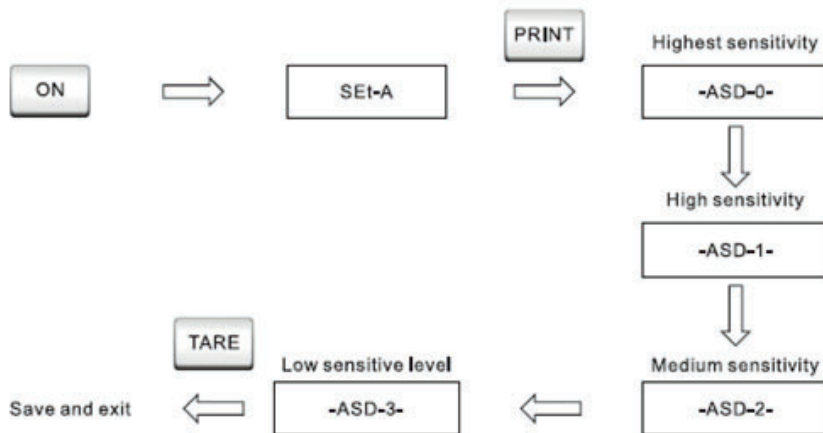 PRINT
Highest sensitivity
ON
SEt-A
-ASD-0-
High sensitivity
-ASD-1-
TARE
Low sensitive level
Medium sensitivity
Save and exit
-ASD-3-
-ASD-2-